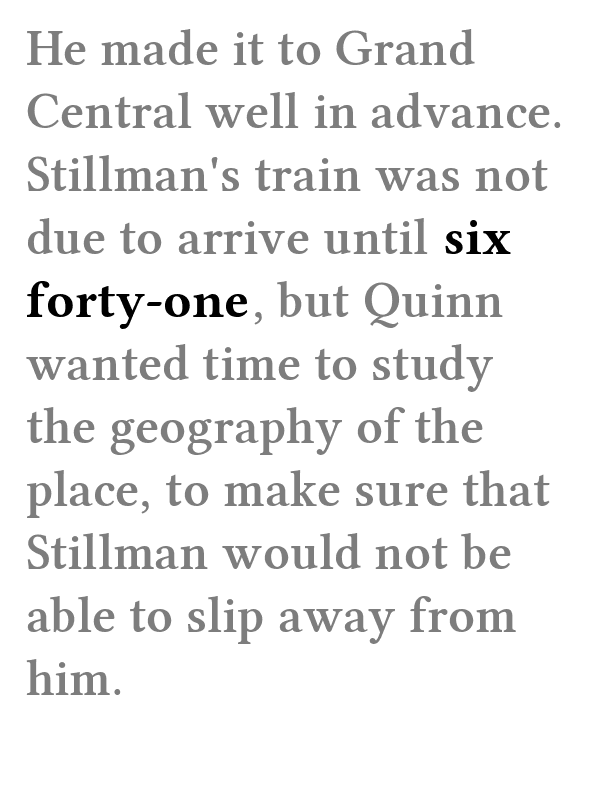 He made it to Grand
Central well in advance.
Stillman's train was not
due to arrive until six
forty-one, but Quinn
wanted time to study
the geography of the
place, to make sure that
Stillman would not be
able to slip away from
him.